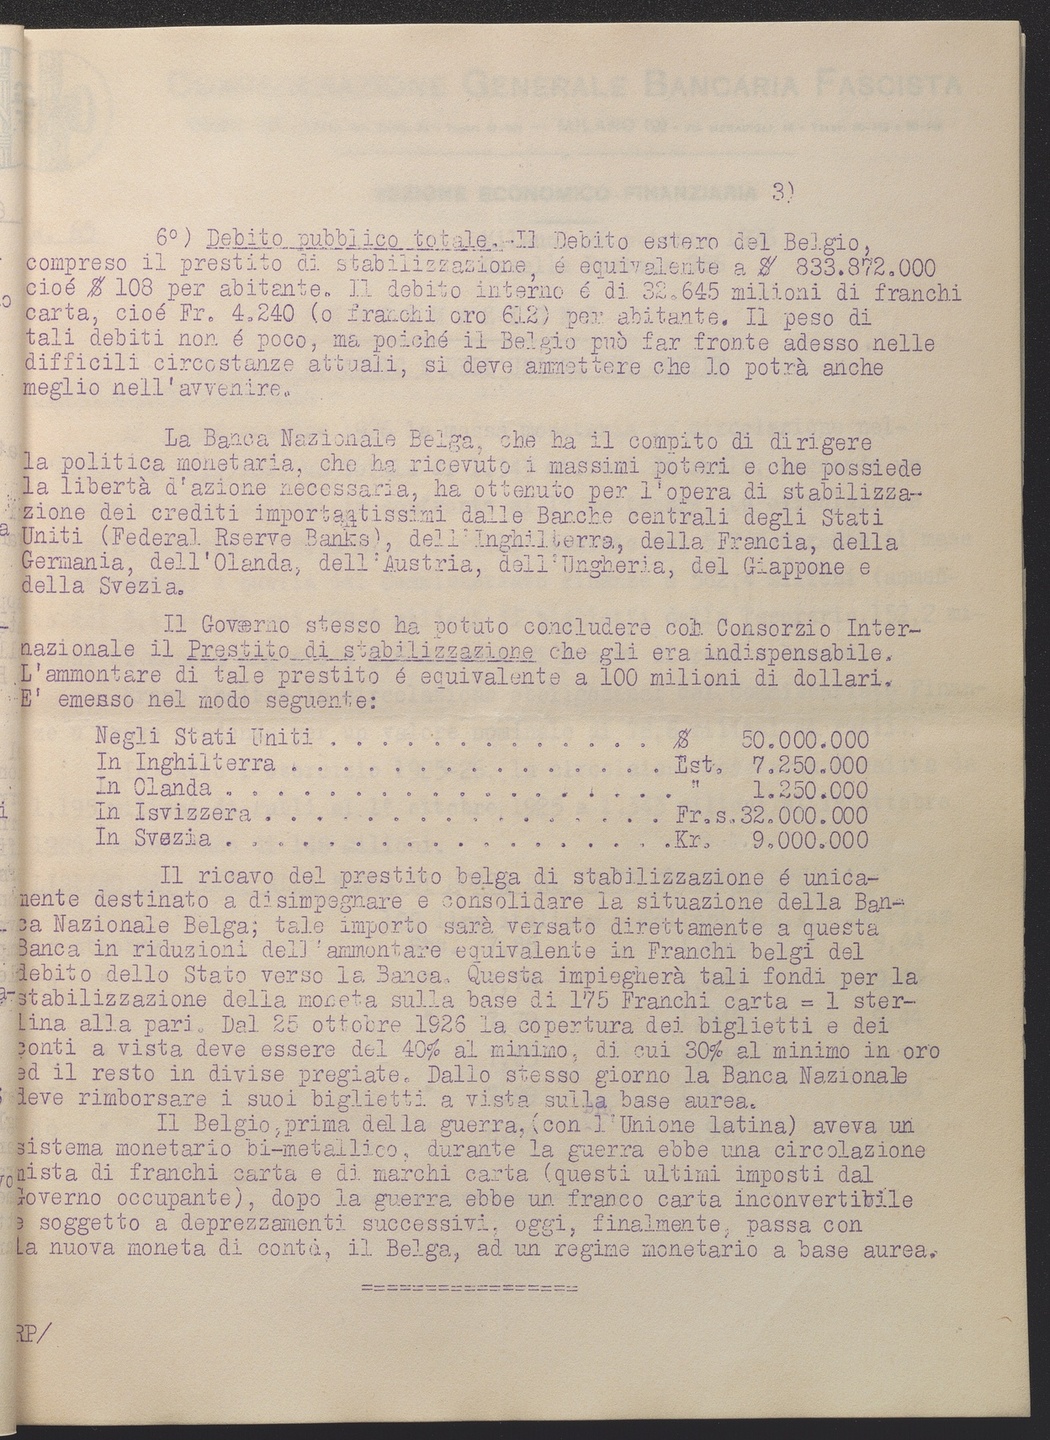 CONFEDERAZIONE GENERALE BANCARIA FASCISTA
SEZIONE ECONOMICO FINANZIARIA
3)
6°) Debito pubblico totale.-Il Debito estero del Belgio,
compreso il prestito di stabilizzazione, é equivalente a $ 833.872.000
cioé $ 108 per abitante. Il debito interno é di 32.645 milioni di franchi
carta, cioé Fr. 4.240 (o franchi oro 612) per abitante. Il peso di
tali debiti non é poco, ma poiché il Belgio può far fronte adesso nelle
difficili circostanze attuali, si deve ammettere che lo potrà anche
meglio nell'avvenire.
La Banca Nazionale Belga, che ha il compito di dirigere
la politica monetaria, che ha ricevuto i massimi poteri e che possiede
la libertà d'azione necessaria, ha ottenuto per l'opera di stabilizza-
zione dei crediti importantissimi dalle Banche centrali degli Stati
Uniti (Federal Rserve Banks), dell'Inghilterra, della Francia, della
Germania, dell'Olanda, dell'Austria, dell'Ungheria, del Giappone e
della Svezia.
Il Governo stesso ha potuto concludere coh Consorzio Inter-
nazionale il Prestito di stabilizzazione che gli era indispensabile.
L'ammontare di tale prestito é equivalente a 100 milioni di dollari.
E' emesso nel modo seguente:
Negli Stati Uniti . . . . . . . . . . . . . . $ 50.000.000
In Inghilterra . . . . . . . . . . . . . . . . Est. 7.250.000
In Olanda . . . . . . . . . . . . . . . . . . " 1.250.000
In Isvizzera . . . . . . . . . . . . . . . . Fr.s. 32.000.000
In Svezia . . . . . . . . . . . . . . . . . .Kr. 9.000.000
Il ricavo del prestito belga di stabilizzazione é unica-
mente destinato a disimpegnare e consolidare la situazione della Ban-
ca Nazionale Belga; tale importo sarà versato direttamente a questa
Banca in riduzioni dell'ammontare equivalente in Franchi belgi del
debito dello Stato verso la Banca. Questa impiegherà tali fondi per la
stabilizzazione della moneta sulla base di 175 Franchi carta = 1 ster-
lina alla pari. Dal 25 ottobre 1926 la copertura dei biglietti e dei
conti a vista deve essere del 40% al minimo, di cui 30% al minimo in oro
ed il resto in divise pregiate. Dallo stesso giorno la Banca Nazionale
deve rimborsare i suoi biglietti a vista sulla base aurea.
Il Belgio,prima della guerra,(con l'Unione latina) aveva un
sistema monetario bi-metallico, durante la guerra ebbe una circolazione
mista di franchi carta e di marchi carta (questi ultimi imposti dal
Governo occupante), dopo la guerra ebbe un franco carta inconvertibile
e soggetto a deprezzamenti successivi, oggi, finalmente, passa con
la nuova moneta di conto, il Belga, ad un regime monetario a base aurea.
=================
RP/